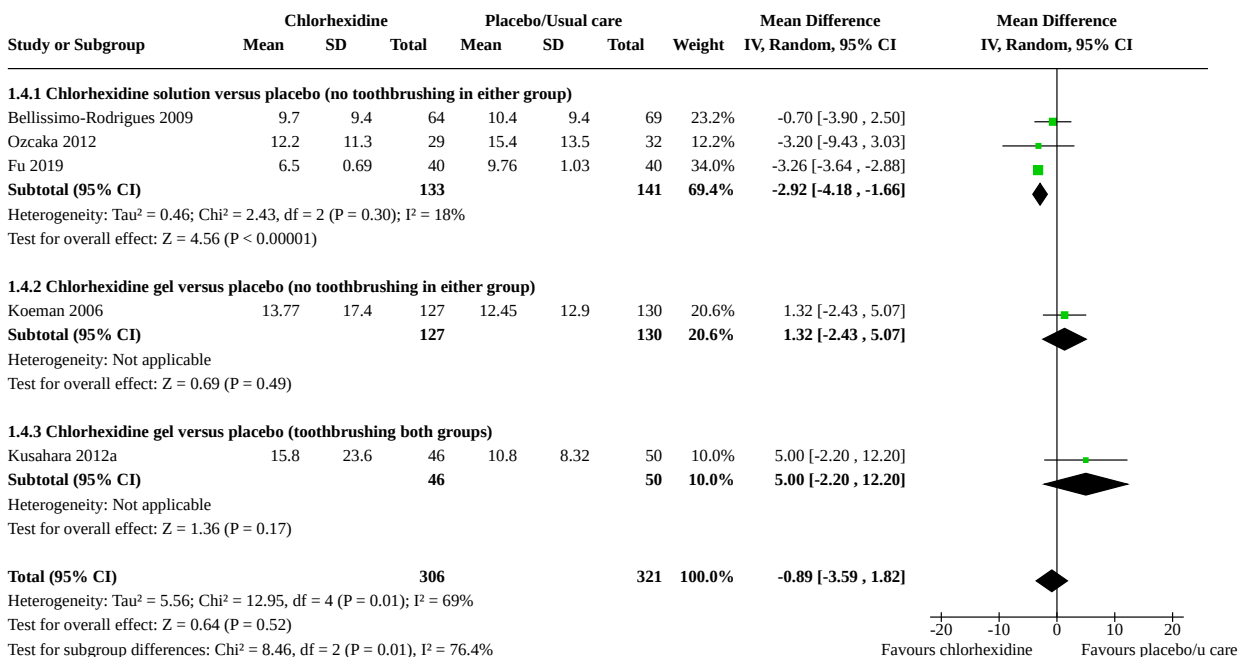 Chlorhexidine Placebo/Usual care Mean Difference Mean Difference
Study or Subgroup Mean SD Total Mean SD Total Weight IV, Random, 95% CI IV, Random, 95% CI
1.4.1 Chlorhexidine solution versus placebo (no toothbrushing in either group)
Bellissimo-Rodrigues 2009 9.7 9.4 64 10.4 9.4 69 23.2% -0.70 [-3.90 , 2.50]
Ozcaka 2012 12.2 11.3 29 15.4 13.5 32 12.2% -3.20 [-9.43 , 3.03]
Fu 2019 6.5 0.69 40 9.76 1.03 40 34.0% -3.26 [-3.64 , -2.88]
Subtotal (95% CI) 133 141 69.4% -2.92 [-4.18 , -1.66]
Heterogeneity: Tau² = 0.46; Chi² = 2.43, df = 2 (P = 0.30); I² = 18%
Test for overall effect: Z = 4.56 (P < 0.00001)
1.4.2 Chlorhexidine gel versus placebo (no toothbrushing in either group)
Koeman 2006 13.77 17.4 127 12.45 12.9 130 20.6% 1.32 [-2.43 , 5.07]
Subtotal (95% CI) 127 130 20.6% 1.32 [-2.43 , 5.07]
Heterogeneity: Not applicable
Test for overall effect: Z = 0.69 (P = 0.49)
1.4.3 Chlorhexidine gel versus placebo (toothbrushing both groups)
Kusahara 2012a 15.8 23.6 46 10.8 8.32 50 10.0% 5.00 [-2.20 , 12.20]
Subtotal (95% CI) 46 50 10.0% 5.00 [-2.20 , 12.20]
Heterogeneity: Not applicable
Test for overall effect: Z = 1.36 (P = 0.17)
Total (95% CI) 306 321 100.0% -0.89 [-3.59 , 1.82]
Heterogeneity: Tau² = 5.56; Chi² = 12.95, df = 4 (P = 0.01); I² = 69%
Test for overall effect: Z = 0.64 (P = 0.52)
-20 -10 0 10 20
Test for subgroup differences: Chi² = 8.46, df = 2 (P = 0.01), I² = 76.4%
Favours chlorhexidine Favours placebo/u care